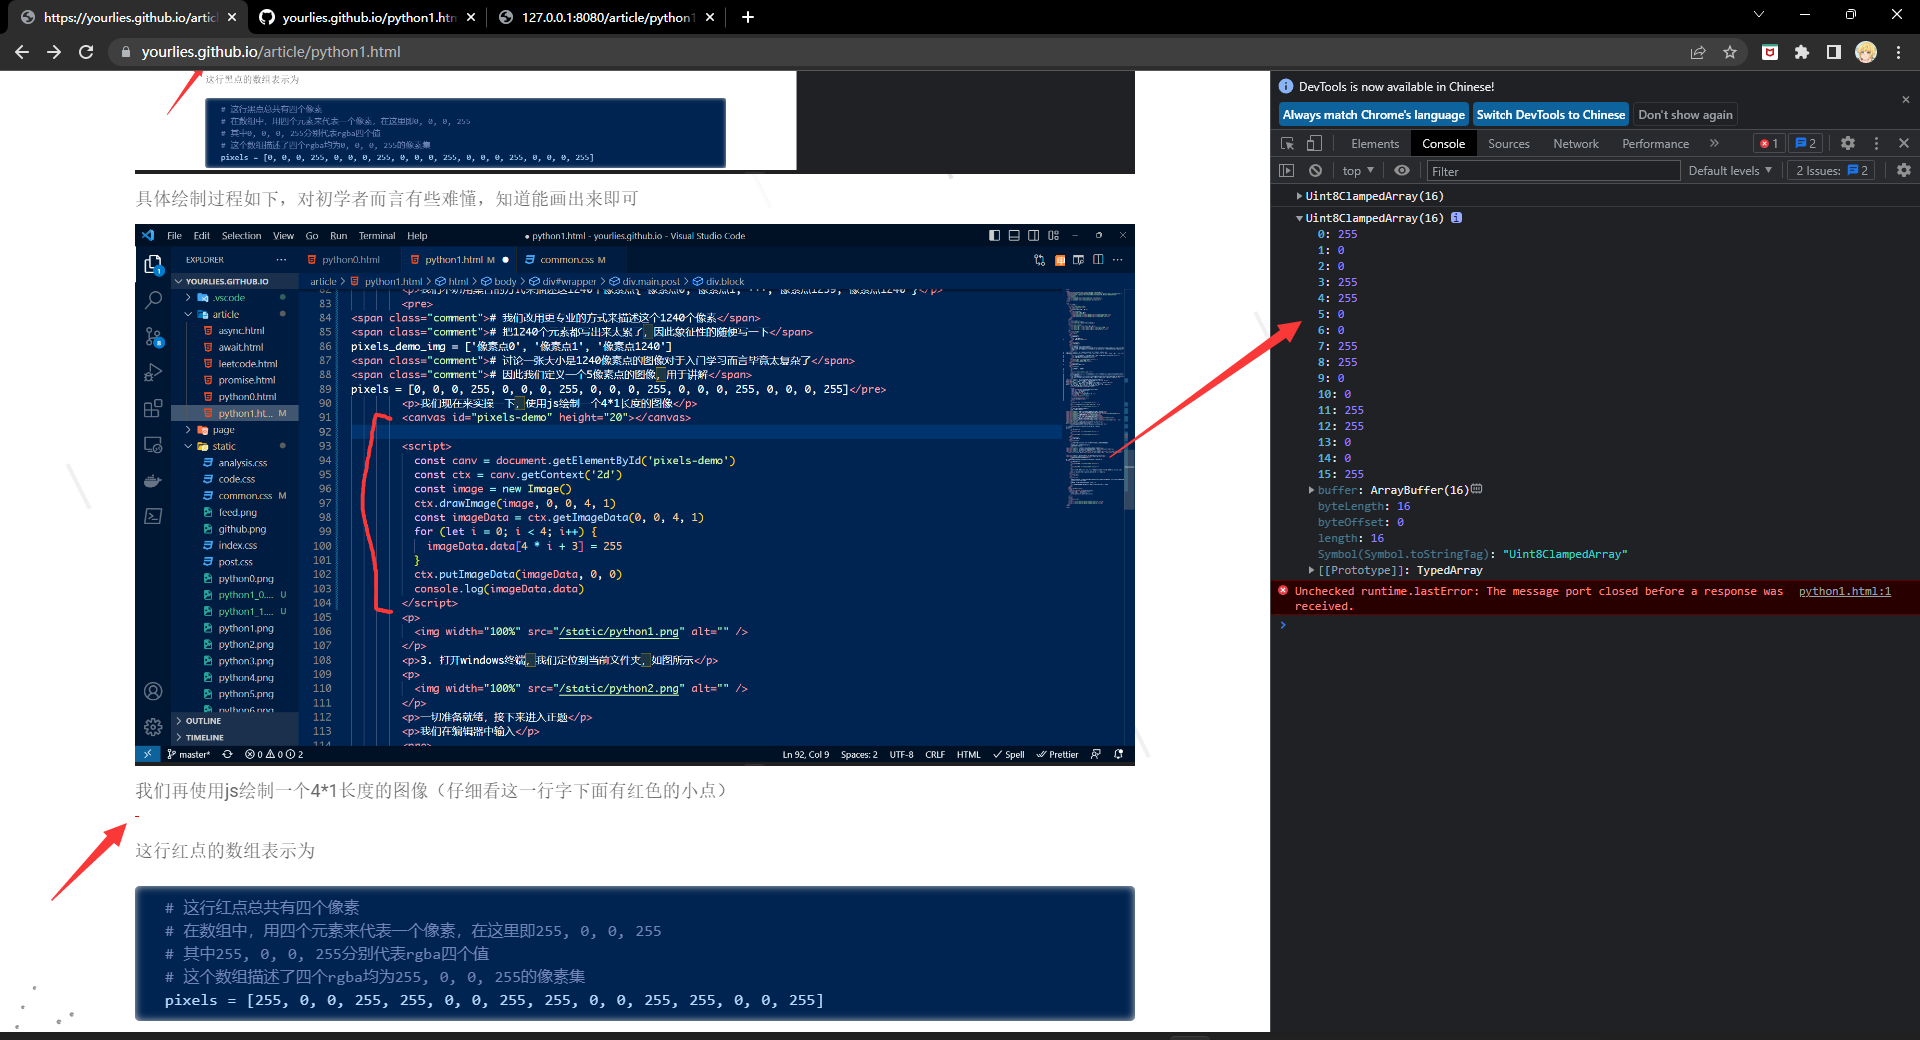 https://yourlies.github.io/artic
yourlies.github.io/python1.htm
127.0.0.1:8080/article/python1
yourlies.github.io/article/python1.html
这行黑点的数组表示为
# 这行黑点总共有四个像素
# 在数组中，用四个元素来代表一个像素，在这里即0, 0, 0, 255
# 其中0, 0, 0, 255分别代表rgba四个值
# 这个数组描述了四个rgba均为0, 0, 0, 255的像素集
pixels = [0, 0, 0, 255, 0, 0, 0, 255, 0, 0, 0, 255, 0, 0, 0, 255, 0, 0, 0, 255]
具体绘制过程如下，对初学者而言有些难懂，知道能画出来即可
File Edit Selection View Go Run Terminal Help
● python1.html - yourlies.github.io - Visual Studio Code
EXPLORER
python0.html
python1.html M
common.css M
YOURLIES.GITHUB.IO
article > python1.html > html > body > div#wrapper > div.main.post > div.block
.vscode
article
async.html
await.html
leetcode.html
promise.html
python0.html
python1.ht... M
page
static
analysis.css
code.css
common.css M
feed.png
github.png
index.css
post.css
python0.png
python1_0.... U
python1_1.... U
python1.png
python2.png
python3.png
python4.png
python5.png
python6.png
OUTLINE
TIMELINE
83 <pre>
84 <span class="comment"># 我们改用更专业的方式来描述这个1240个像素</span>
85 <span class="comment"># 把1240个元素都写出来太累了，因此象征性的随便写一下</span>
86 pixels_demo_img = ['像素点0', '像素点1', '像素点1240']
87 <span class="comment"># 讨论一张大小是1240像素点的图像对于入门学习而言毕竟太复杂了</span>
88 <span class="comment"># 因此我们定义一个5像素点的图像，用于讲解</span>
89 pixels = [0, 0, 0, 255, 0, 0, 0, 255, 0, 0, 0, 255, 0, 0, 0, 255, 0, 0, 0, 255]</pre>
90 <p>我们现在来实操一下，使用js绘制一个4*1长度的图像</p>
91 <canvas id="pixels-demo" height="20"></canvas>
92
93 <script>
94 const canv = document.getElementById('pixels-demo')
95 const ctx = canv.getContext('2d')
96 const image = new Image()
97 ctx.drawImage(image, 0, 0, 4, 1)
98 const imageData = ctx.getImageData(0, 0, 4, 1)
99 for (let i = 0; i < 4; i++) {
100 imageData.data[4 * i + 3] = 255
101 }
102 ctx.putImageData(imageData, 0, 0)
103 console.log(imageData.data)
104 </script>
105 <p>
106 <img width="100%" src="/static/python1.png" alt="" />
107 </p>
108 <p>3. 打开windows终端，我们定位到当前文件夹，如图所示</p>
109 <p>
110 <img width="100%" src="/static/python2.png" alt="" />
111 </p>
112 <p>一切准备就绪，接下来进入正题</p>
113 <p>我们在编辑器中输入</p>
114 <pre>
master* 0 0 2
Ln 92, Col 9 Spaces: 2 UTF-8 CRLF HTML Spell Prettier
我们再使用js绘制一个4*1长度的图像（仔细看这一行字下面有红色的小点）
这行红点的数组表示为
# 这行红点总共有四个像素
# 在数组中，用四个元素来代表一个像素，在这里即255, 0, 0, 255
# 其中255, 0, 0, 255分别代表rgba四个值
# 这个数组描述了四个rgba均为255, 0, 0, 255的像素集
pixels = [255, 0, 0, 255, 255, 0, 0, 255, 255, 0, 0, 255, 255, 0, 0, 255]
DevTools is now available in Chinese!
Always match Chrome's language Switch DevTools to Chinese Don't show again
Elements Console Sources Network Performance » 1 2
top Filter Default levels 2 Issues: 2
Uint8ClampedArray(16)
Uint8ClampedArray(16)
0: 255
1: 0
2: 0
3: 255
4: 255
5: 0
6: 0
7: 255
8: 255
9: 0
10: 0
11: 255
12: 255
13: 0
14: 0
15: 255
buffer: ArrayBuffer(16)
byteLength: 16
byteOffset: 0
length: 16
Symbol(Symbol.toStringTag): "Uint8ClampedArray"
[[Prototype]]: TypedArray
Unchecked runtime.lastError: The message port closed before a response was received. python1.html:1